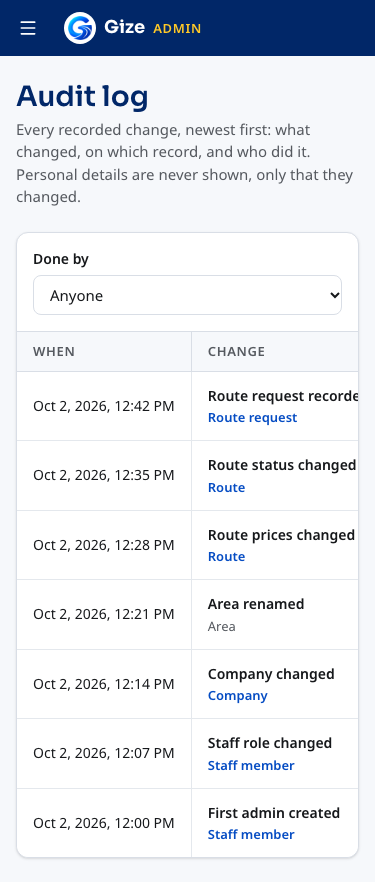 Gize ADMIN
Audit log
Every recorded change, newest first: what
changed, on which record, and who did it.
Personal details are never shown, only that they
changed.
Done by
Anyone
WHEN CHANGE
Oct 2, 2026, 12:42 PM Route request recorde
Route request
Oct 2, 2026, 12:35 PM Route status changed
Route
Oct 2, 2026, 12:28 PM Route prices changed
Route
Oct 2, 2026, 12:21 PM Area renamed
Area
Oct 2, 2026, 12:14 PM Company changed
Company
Oct 2, 2026, 12:07 PM Staff role changed
Staff member
Oct 2, 2026, 12:00 PM First admin created
Staff member